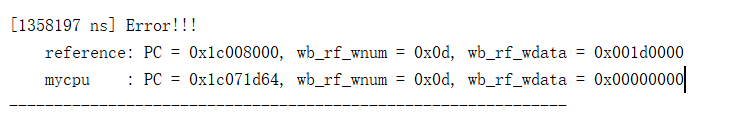 [1358197 ns] Error!!!
reference: PC = 0x1c008000, wb_rf_wnum = 0x0d, wb_rf_wdata = 0x001d0000
mycpu    : PC = 0x1c071d64, wb_rf_wnum = 0x0d, wb_rf_wdata = 0x00000000
--------------------------------------------------------------